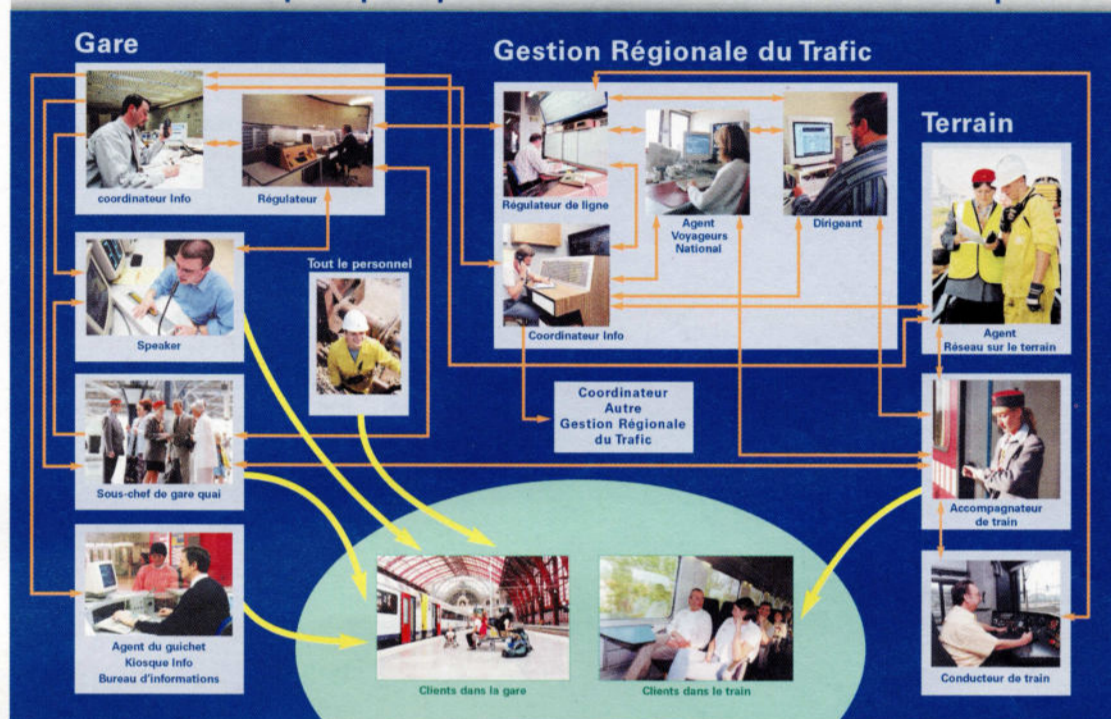 Gare
Gestion Régionale du Trafic
Terrain
coordinateur Info
Régulateur
Régulateur de ligne
Agent
Voyageurs
National
Dirigeant
Coordinateur Info
Agent
Réseau sur le terrain
Speaker
Tout le personnel
Coordinateur
Autre
Gestion Régionale
du Trafic
Sous-chef de gare quai
Accompagnateur
de train
Agent du guichet
Kiosque Info
Bureau d'informations
Clients dans la gare
Clients dans le train
Conducteur de train